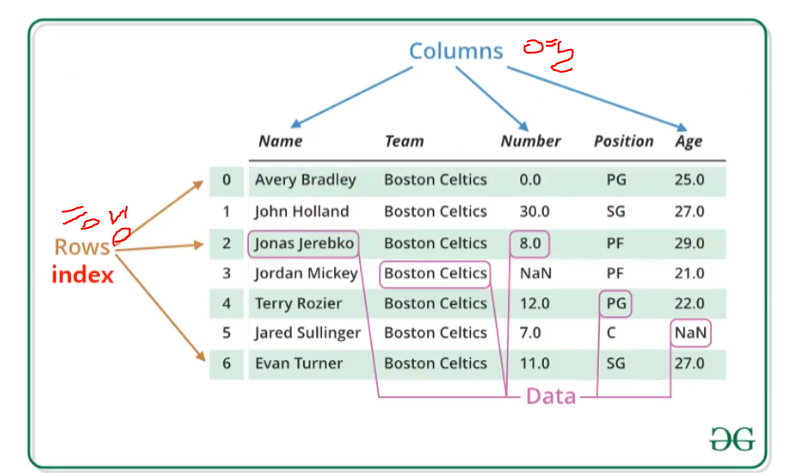 Columns
Name Team Number Position Age
0 Avery Bradley Boston Celtics 0.0 PG 25.0
1 John Holland Boston Celtics 30.0 SG 27.0
2 Jonas Jerebko Boston Celtics 8.0 PF 29.0
3 Jordan Mickey Boston Celtics NaN PF 21.0
4 Terry Rozier Boston Celtics 12.0 PG 22.0
5 Jared Sullinger Boston Celtics 7.0 C NaN
6 Evan Turner Boston Celtics 11.0 SG 27.0
Rows
index
Data